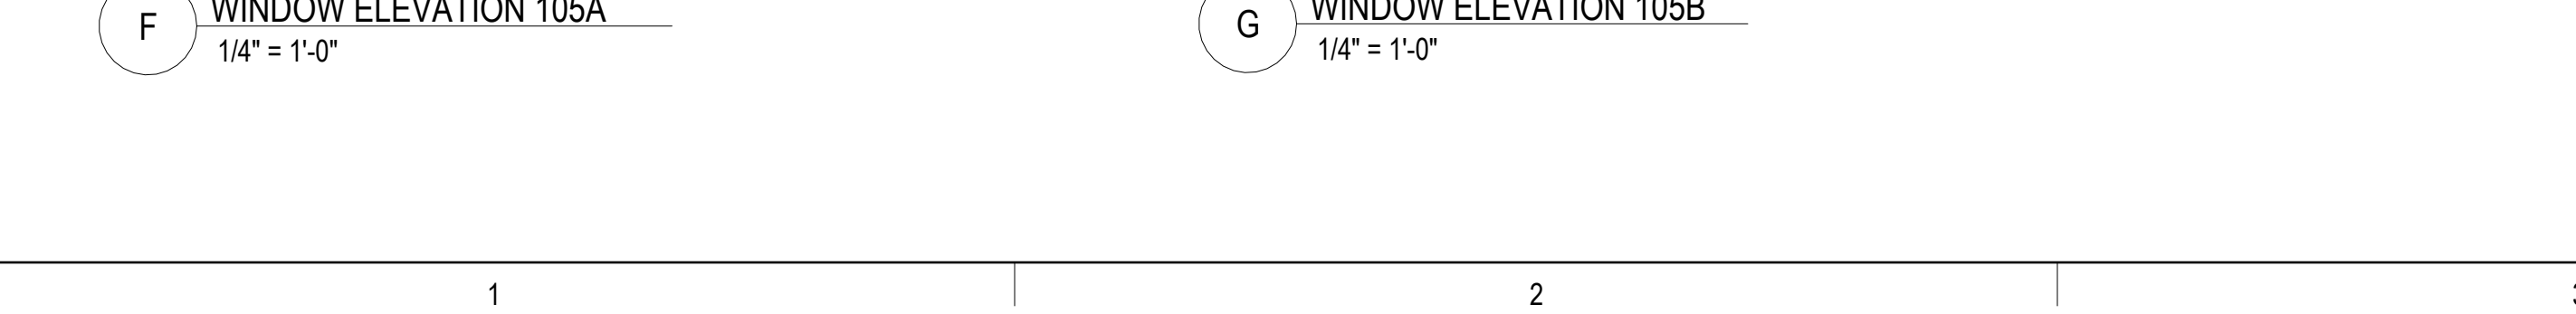 F WINDOW ELEVATION 105A
1/4" = 1'-0"
G WINDOW ELEVATION 105B
1/4" = 1'-0"
1 2